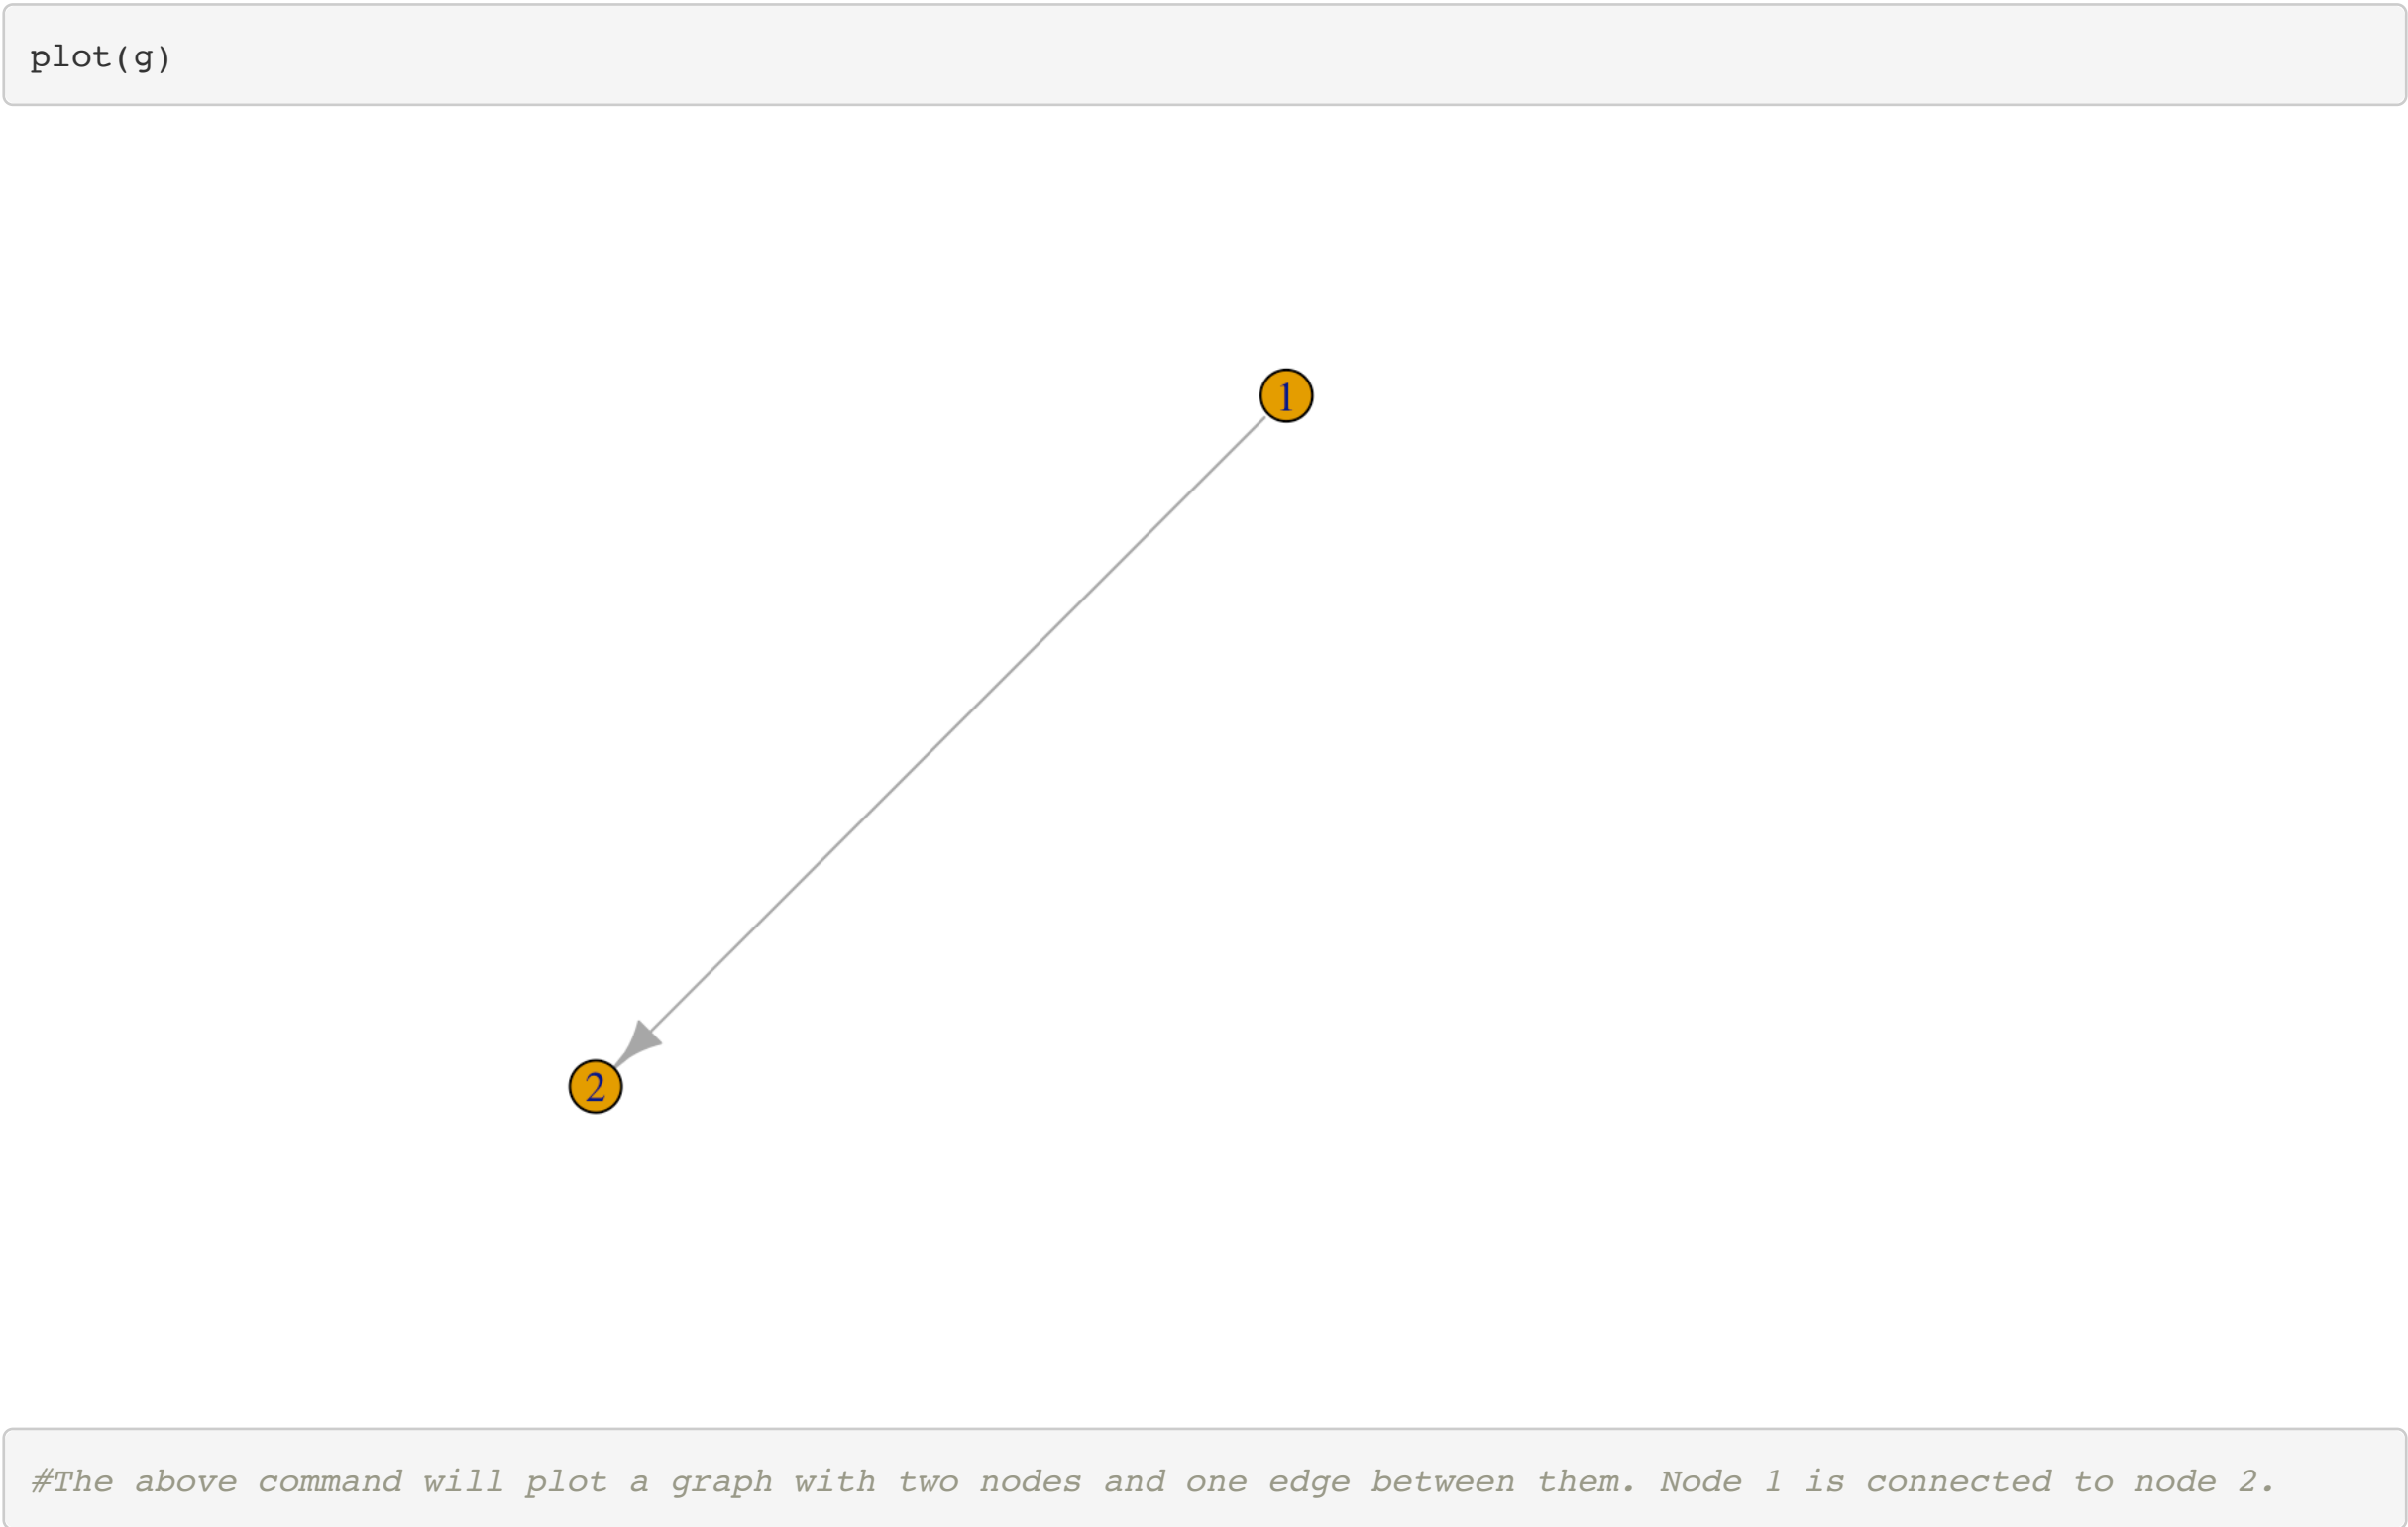 plot(g)
1
2
#The above command will plot a graph with two nodes and one edge between them. Node 1 is connected to node 2.